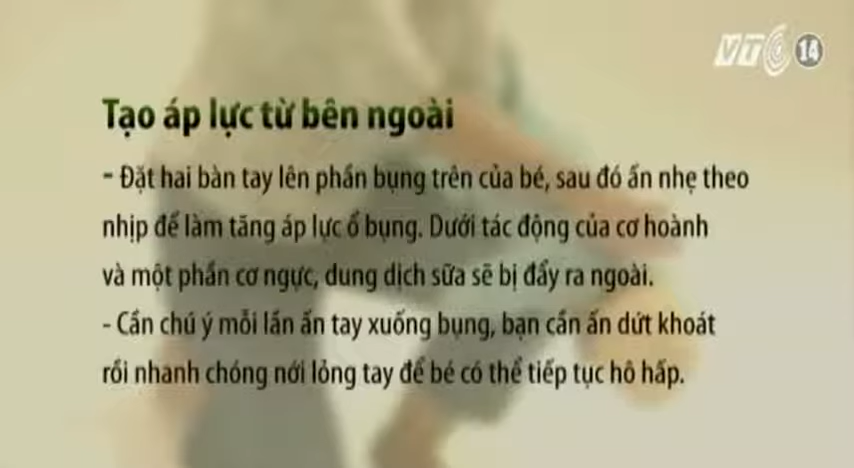 VTC 14
Tạo áp lực từ bên ngoài
- Đặt hai bàn tay lên phần bụng trên của bé, sau đó ấn nhẹ theo
nhịp để làm tăng áp lực ổ bụng. Dưới tác động của cơ hoành
và một phần cơ ngực, dung dịch sữa sẽ bị đẩy ra ngoài.
- Cần chú ý mỗi lần ấn tay xuống bụng, bạn cần ấn dứt khoát
rồi nhanh chóng nới lỏng tay để bé có thể tiếp tục hô hấp.